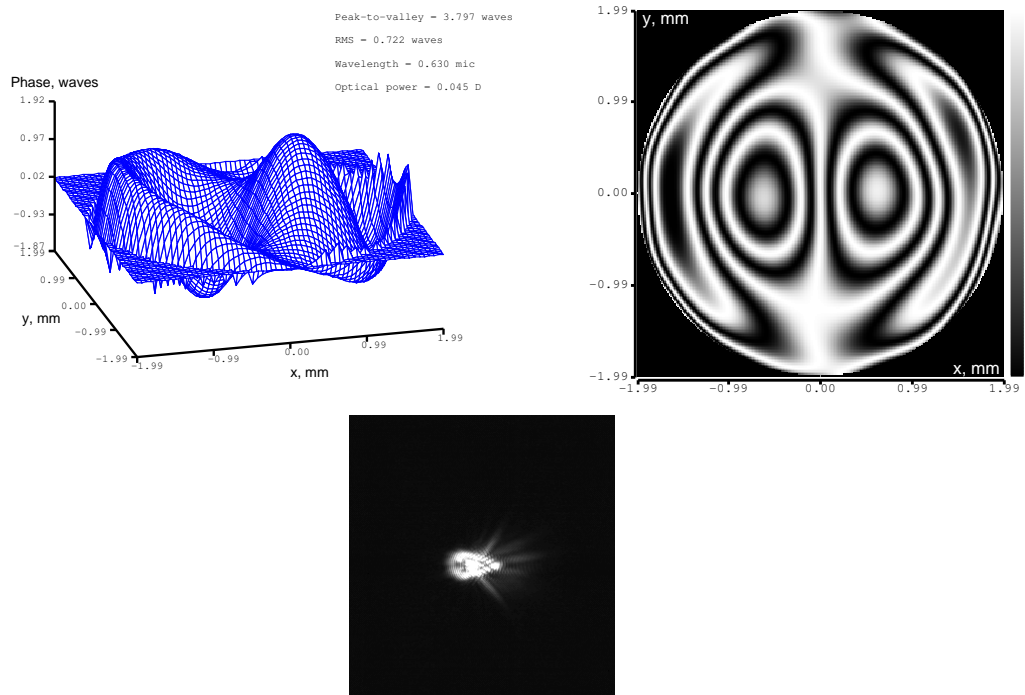 Peak-to-valley = 3.797 waves
RMS = 0.722 waves
Wavelength = 0.630 mic
Optical power = 0.045 D
Phase, waves
1.92
0.97
0.02
-0.93
-1.87
1.99
0.99
0.00
-0.99
-1.99
y, mm
-1.99
-0.99
0.00
0.99
1.99
x, mm
y, mm
1.99
0.99
0.00
-0.99
-1.99
x, mm
-1.99
-0.99
0.00
0.99
1.99